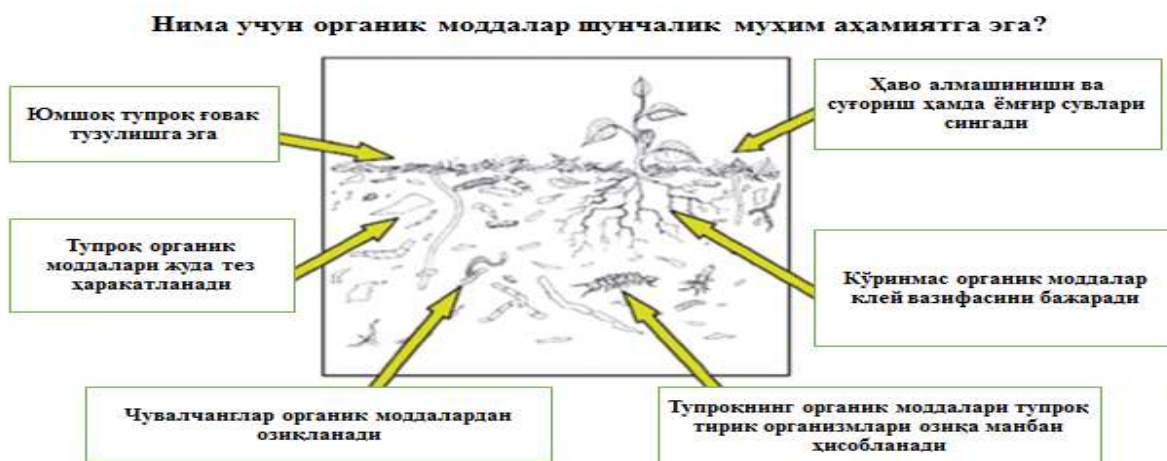 Нима учун органик моддалар шунчалик муҳим аҳамиятга эга?
Юмшоқ тупроқ ғовак
тузулишга эга
Ҳаво алмашиниши ва
суғориш ҳамда ёмғир сувлари
сингади
Тупроқ органик
моддалари жуда тез
ҳаракатланади
Кўринмас органик моддалар
клей вазифасини бажаради
Чувалчанглар органик моддалардан
озиқланади
Тупроқнинг органик моддалари тупроқ
тирик организмлари озиқа манбаи
ҳисобланади